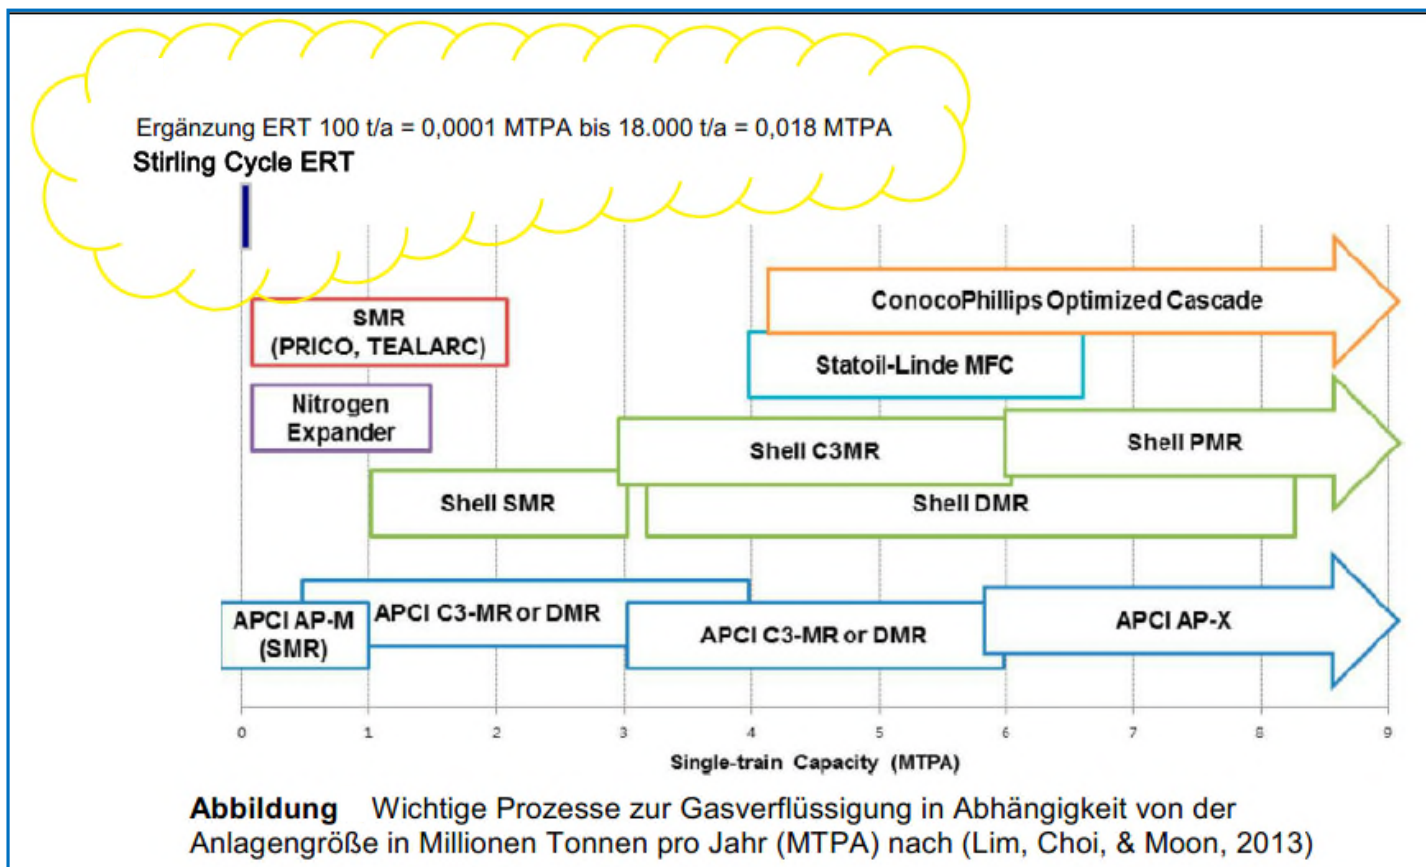 Ergänzung ERT 100 t/a = 0,0001 MTPA bis 18.000 t/a = 0,018 MTPA
Stirling Cycle ERT
ConocoPhillips Optimized Cascade
SMR
(PRICO, TEALARC)
Statoil-Linde MFC
Nitrogen
Expander
Shell C3MR
Shell PMR
Shell SMR
Shell DMR
APCI AP-M
(SMR)
APCI C3-MR or DMR
APCI C3-MR or DMR
APCI AP-X
0 1 2 3 4 5 6 7 8 9
Single-train Capacity (MTPA)
Abbildung Wichtige Prozesse zur Gasverflüssigung in Abhängigkeit von der
Anlagengröße in Millionen Tonnen pro Jahr (MTPA) nach (Lim, Choi, & Moon, 2013)